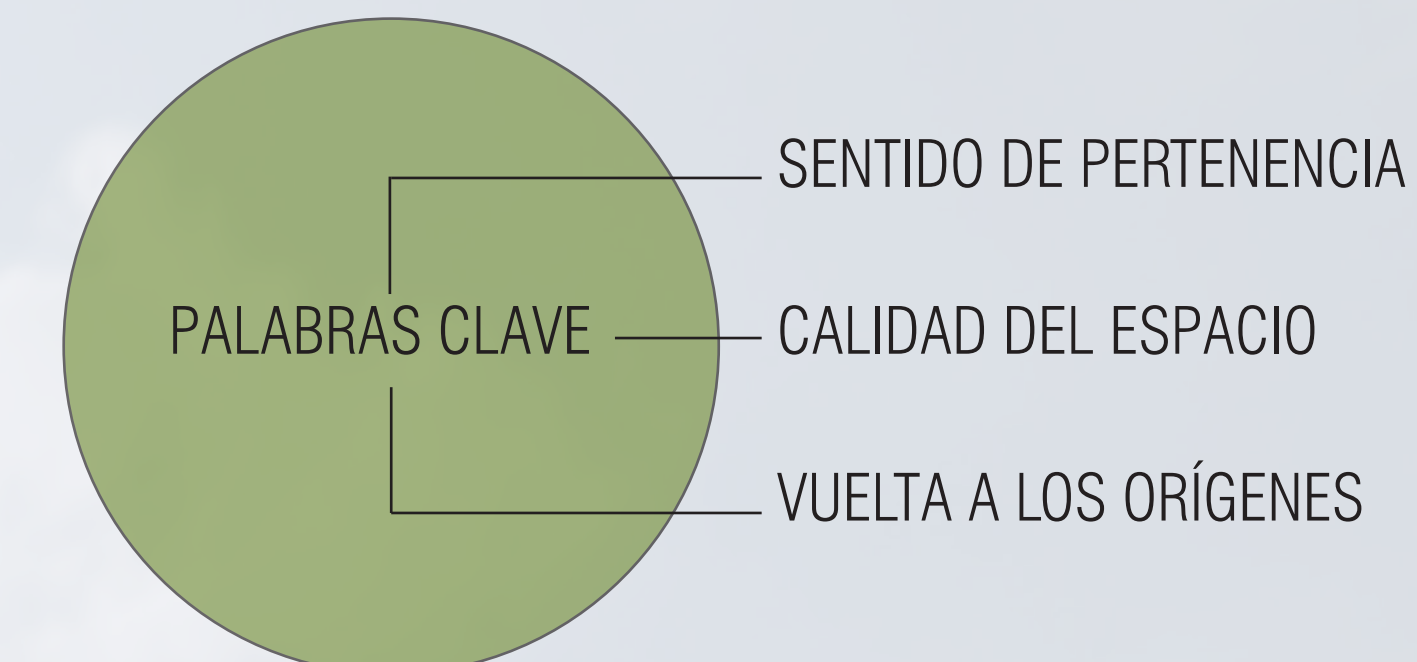 SENTIDO DE PERTENENCIA
PALABRAS CLAVE
CALIDAD DEL ESPACIO
VUELTA A LOS ORÍGENES